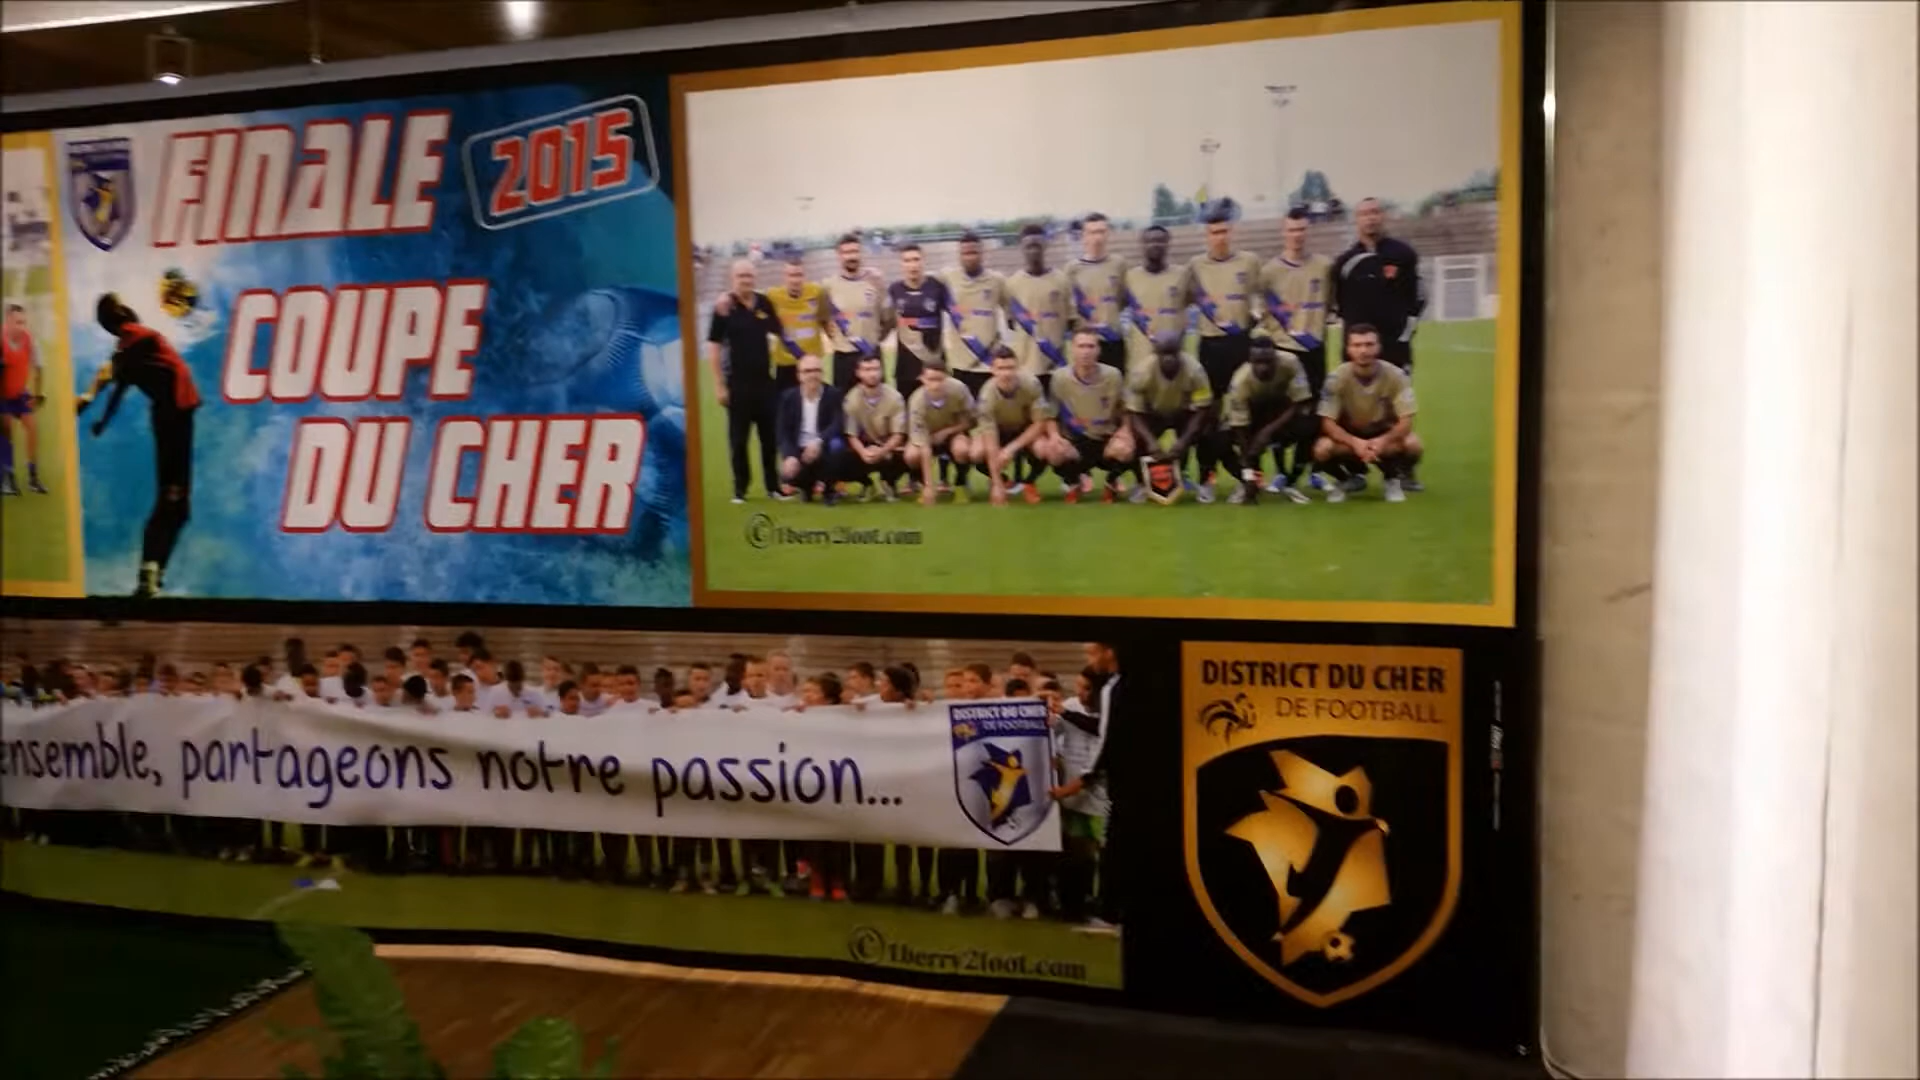 FINALE 2015
COUPE
DU CHER
©1berry2foot.com
ensemble, partageons notre passion...
DISTRICT DU CHER
DE FOOTBALL
DISTRICT DU CHER
DE FOOTBALL
©1berry2foot.com